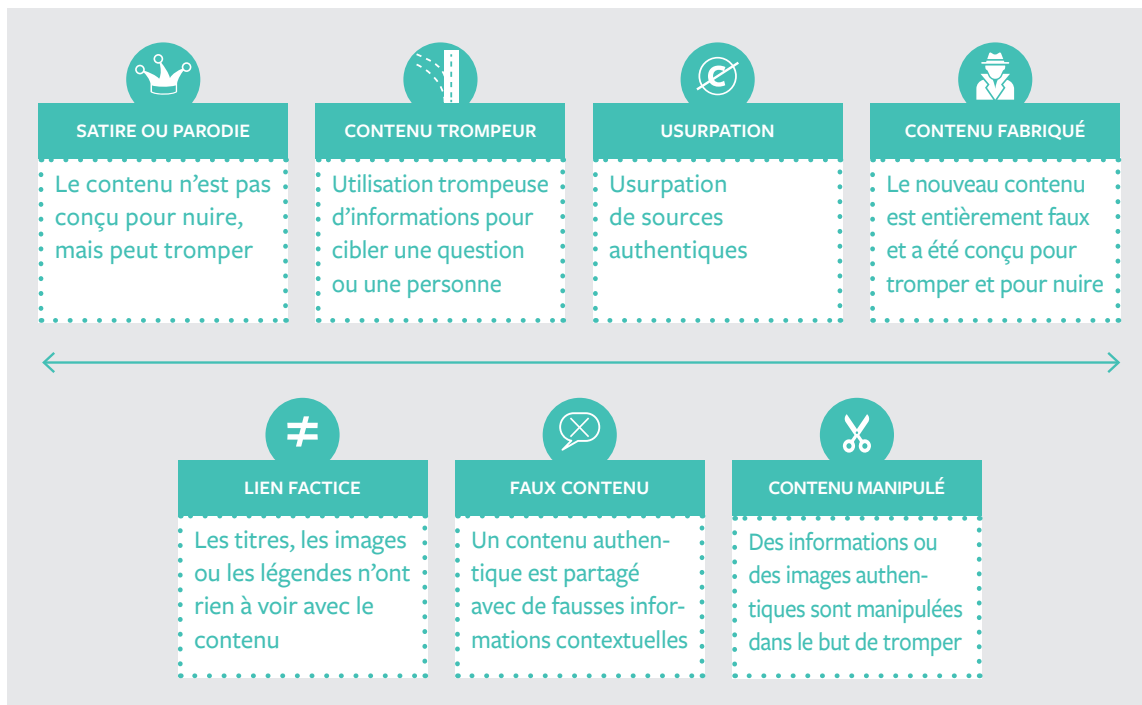 SATIRE OU PARODIE
Le contenu n’est pas
conçu pour nuire,
mais peut tromper
CONTENU TROMPEUR
Utilisation trompeuse
d’informations pour
cibler une question
ou une personne
C
USURPATION
Usurpation
de sources
authentiques
CONTENU FABRIQUÉ
Le nouveau contenu
est entièrement faux
et a été conçu pour
tromper et pour nuire
≠
LIEN FACTICE
Les titres, les images
ou les légendes n’ont
rien à voir avec le
contenu
FAUX CONTENU
Un contenu authen-
tique est partagé
avec de fausses infor-
mations contextuelles
CONTENU MANIPULÉ
Des informations ou
des images authen-
tiques sont manipulées
dans le but de tromper